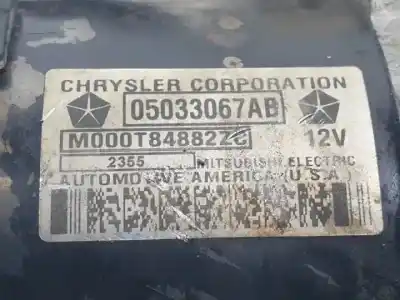 CHRYSLER CORPORATION
05033067AB
M000T84882ZC 12V
2355 MITSUBISHI ELECTRIC
AUTOMOTIVE AMERICA (U.S.A)